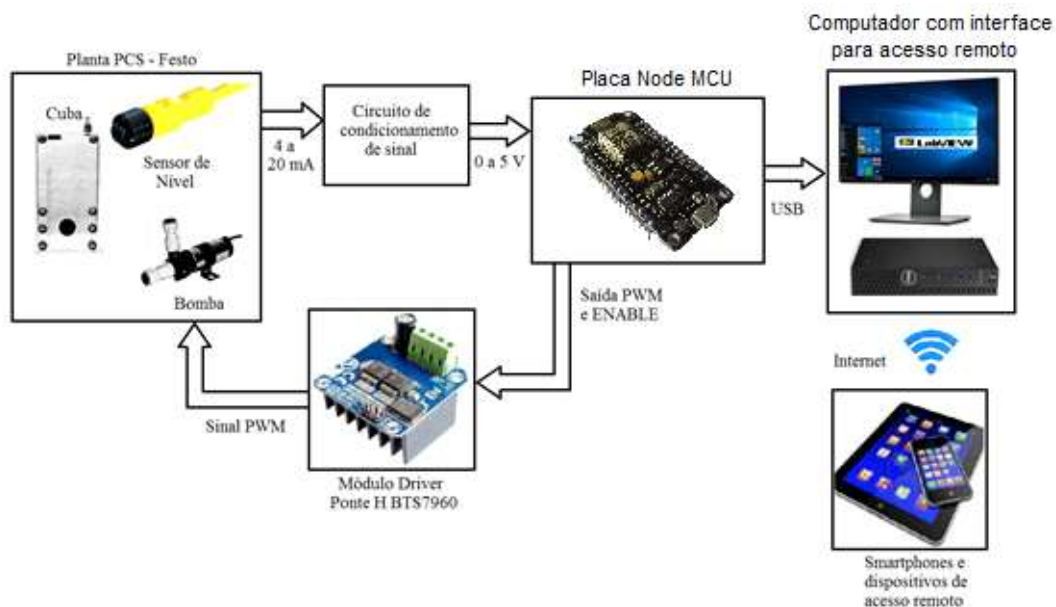 Computador com interface
para acesso remoto
Planta PCS - Festo
Cuba
Sensor de
Nível
Bomba
4 a
20 mA
Circuito de
condicionamento
de sinal
0 a 5 V
Placa Node MCU
USB
LabVIEW
Saída PWM
e ENABLE
Sinal PWM
Módulo Driver
Ponte H BTS7960
Internet
Smartphones e
dispositivos de
acesso remoto